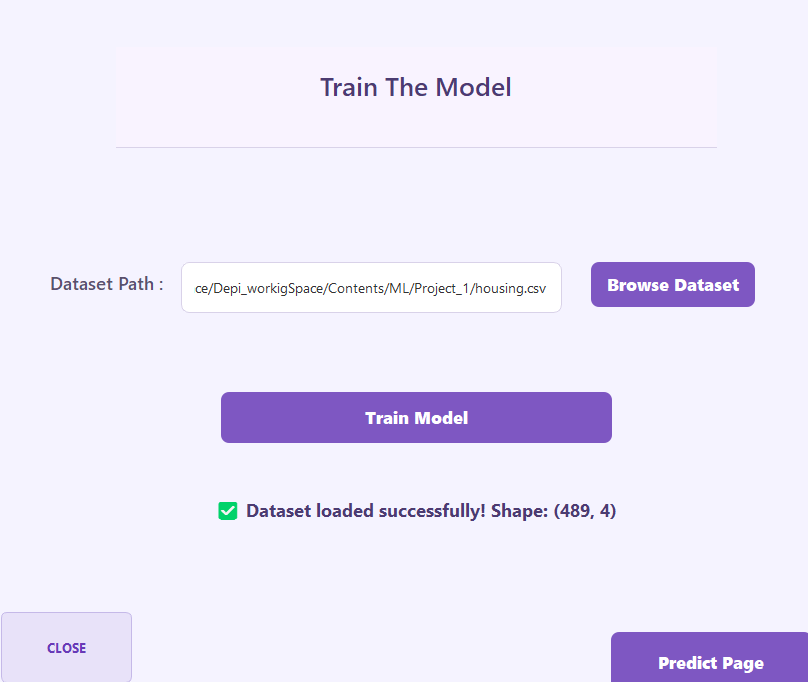 Train The Model
Dataset Path :
ce/Depi_workigSpace/Contents/ML/Project_1/housing.csv
Browse Dataset
Train Model
Dataset loaded successfully! Shape: (489, 4)
CLOSE
Predict Page